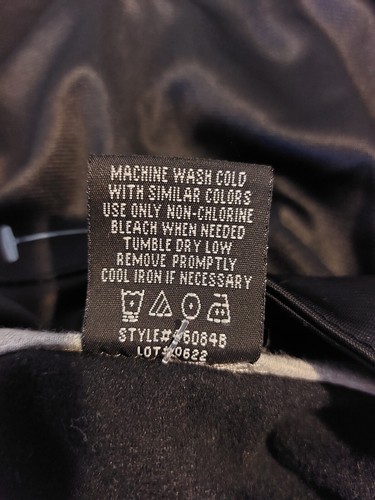 MACHINE WASH COLD
WITH SIMILAR COLORS
USE ONLY NON-CHLORINE
BLEACH WHEN NEEDED
TUMBLE DRY LOW
REMOVE PROMPTLY
COOL IRON IF NECESSARY